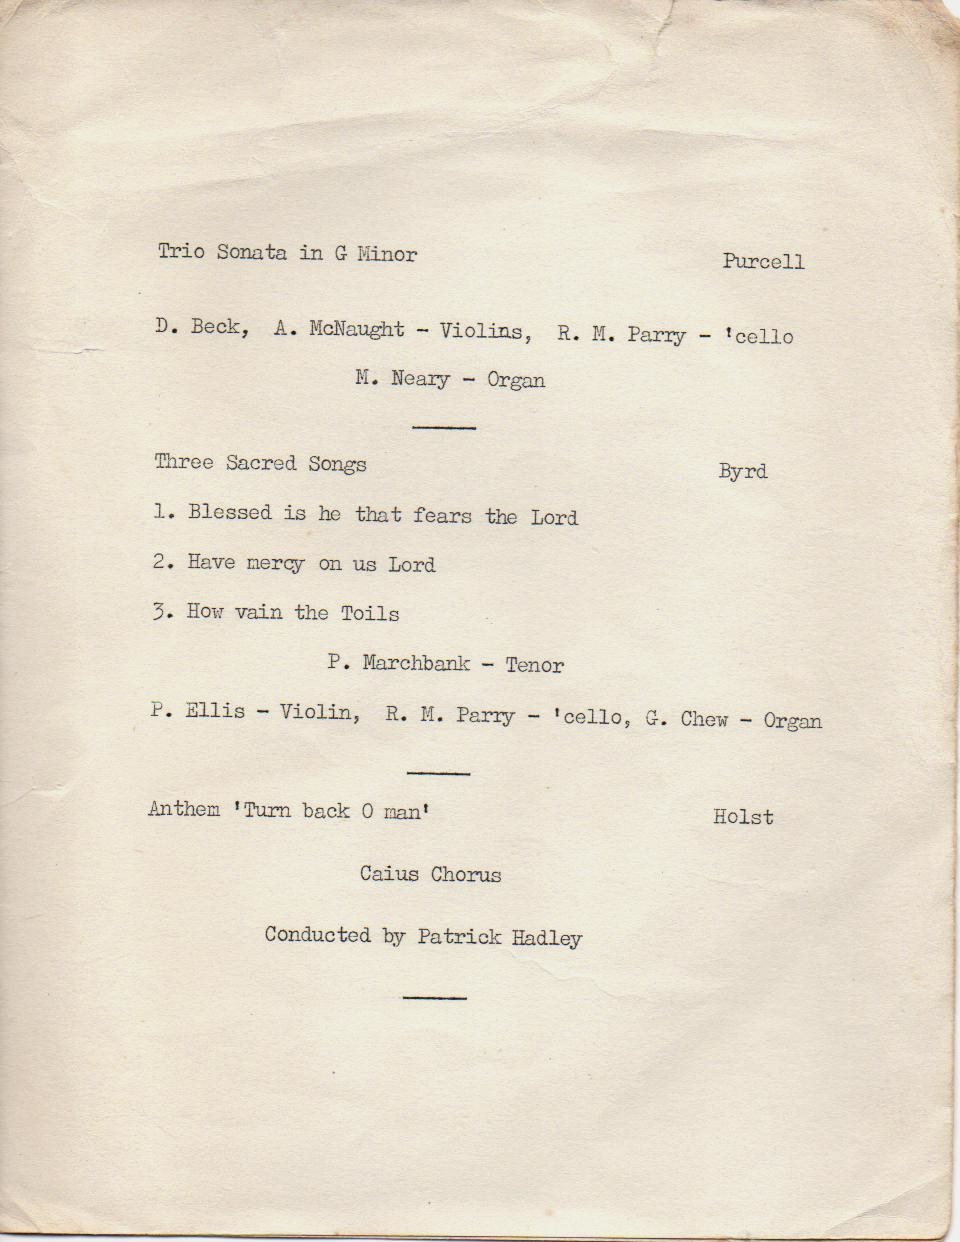 Trio Sonata in G Minor Purcell
D. Beck, A. McNaught - Violins, R. M. Parry - 'cello
M. Neary - Organ
Three Sacred Songs Byrd
1. Blessed is he that fears the Lord
2. Have mercy on us Lord
3. How vain the Toils
P. Marchbank - Tenor
P. Ellis - Violin, R. M. Parry - 'cello, G. Chew - Organ
Anthem 'Turn back O man' Holst
Caius Chorus
Conducted by Patrick Hadley